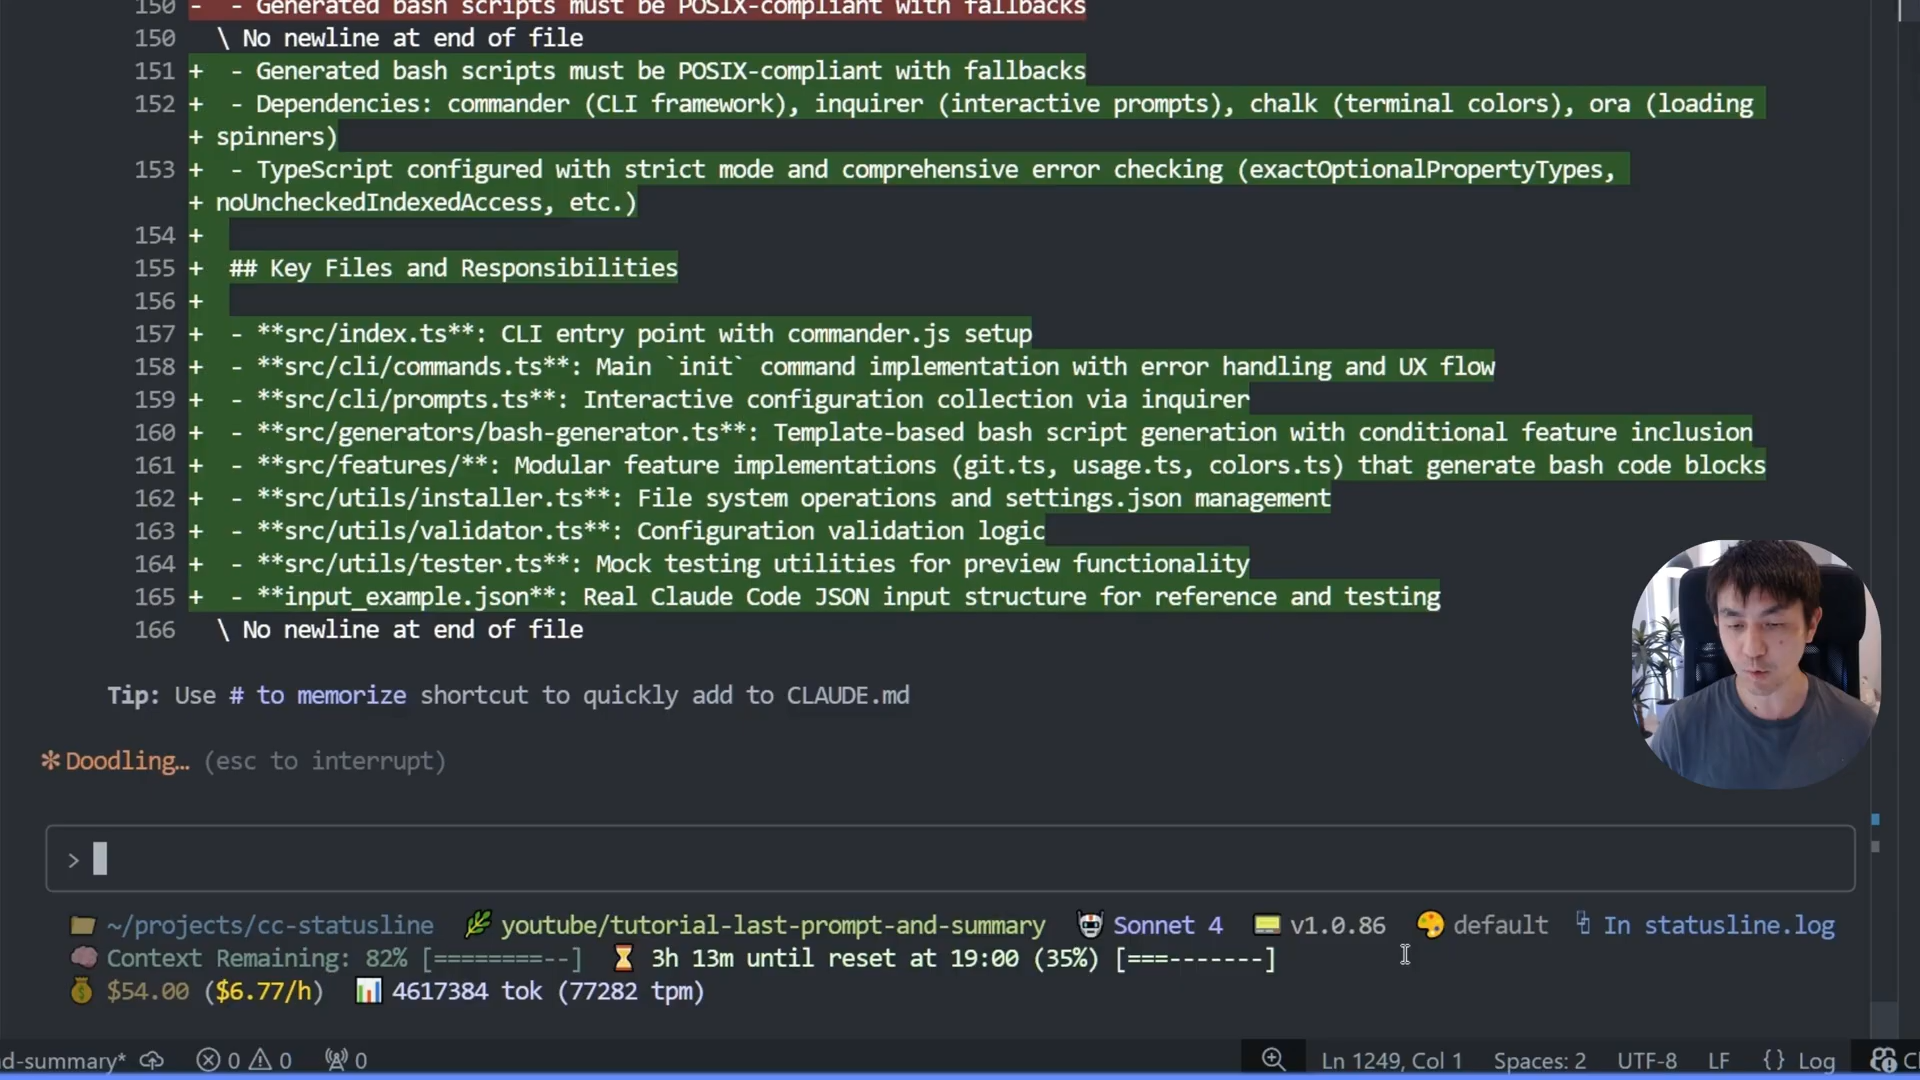 150 -  - Generated bash scripts must be POSIX-compliant with fallbacks
150 \ No newline at end of file
151 +  - Generated bash scripts must be POSIX-compliant with fallbacks
152 +  - Dependencies: commander (CLI framework), inquirer (interactive prompts), chalk (terminal colors), ora (loading
+ spinners)
153 +  - TypeScript configured with strict mode and comprehensive error checking (exactOptionalPropertyTypes,
+ noUncheckedIndexedAccess, etc.)
154 +
155 +  ## Key Files and Responsibilities
156 +
157 +  - **src/index.ts**: CLI entry point with commander.js setup
158 +  - **src/cli/commands.ts**: Main `init` command implementation with error handling and UX flow
159 +  - **src/cli/prompts.ts**: Interactive configuration collection via inquirer
160 +  - **src/generators/bash-generator.ts**: Template-based bash script generation with conditional feature inclusion
161 +  - **src/features/**: Modular feature implementations (git.ts, usage.ts, colors.ts) that generate bash code blocks
162 +  - **src/utils/installer.ts**: File system operations and settings.json management
163 +  - **src/utils/validator.ts**: Configuration validation logic
164 +  - **src/utils/tester.ts**: Mock testing utilities for preview functionality
165 +  - **input_example.json**: Real Claude Code JSON input structure for reference and testing
166 \ No newline at end of file
Tip: Use # to memorize shortcut to quickly add to CLAUDE.md
* Doodling… (esc to interrupt)
>
~/projects/cc-statusline youtube/tutorial-last-prompt-and-summary Sonnet 4 v1.0.86 default In statusline.log
Context Remaining: 82% [========--] 3h 13m until reset at 19:00 (35%) [===-------]
$54.00 ($6.77/h) 4617384 tok (77282 tpm)
d-summary* 0 0 0 Ln 1249, Col 1 Spaces: 2 UTF-8 LF {} Log